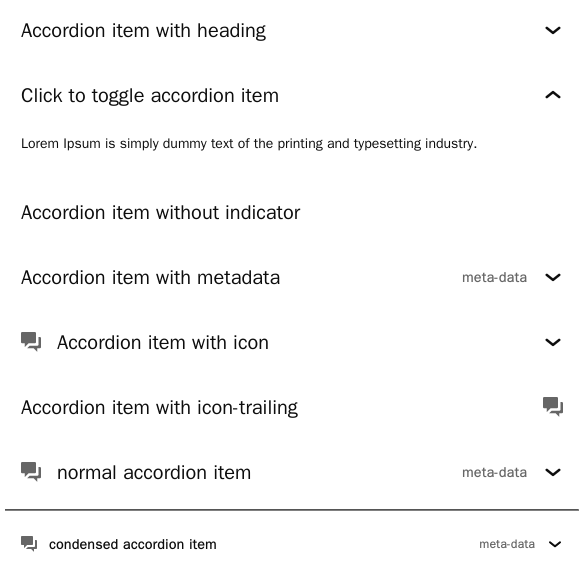 Accordion item with heading
Click to toggle accordion item
Lorem Ipsum is simply dummy text of the printing and typesetting industry.
Accordion item without indicator
Accordion item with metadata meta-data
Accordion item with icon
Accordion item with icon-trailing
normal accordion item meta-data
condensed accordion item meta-data